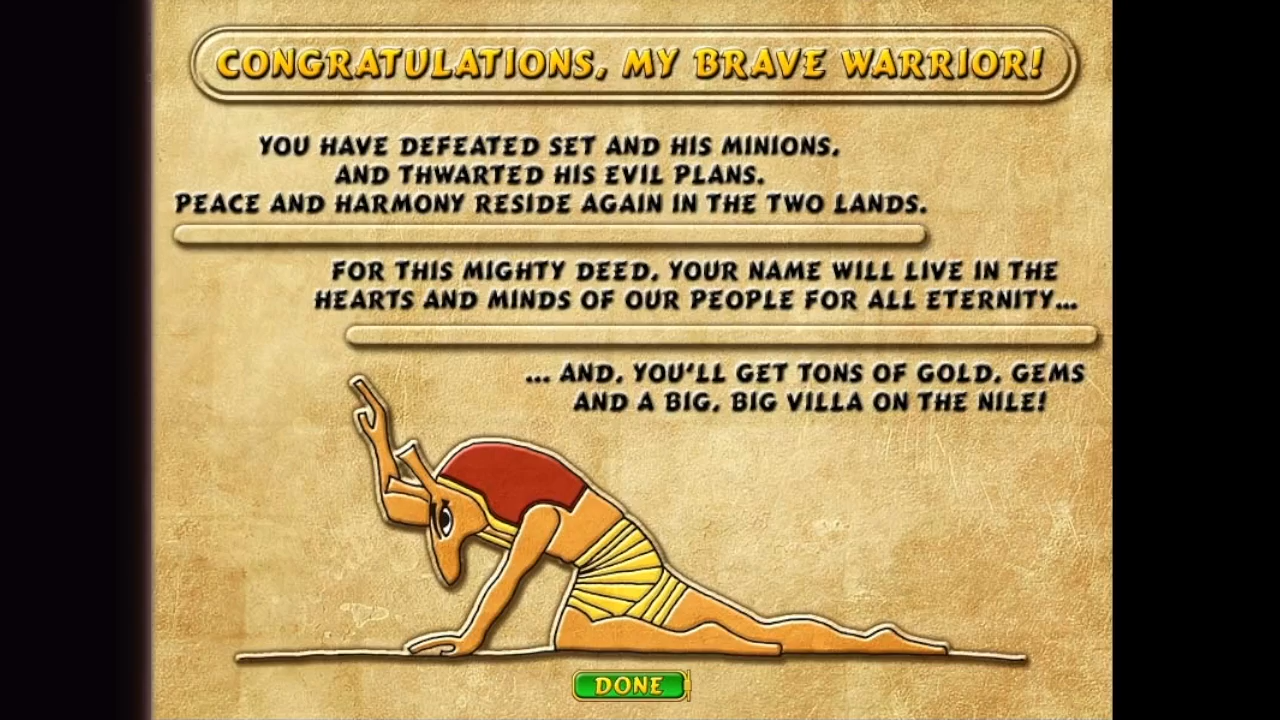 CONGRATULATIONS, MY BRAVE WARRIOR!
YOU HAVE DEFEATED SET AND HIS MINIONS,
AND THWARTED HIS EVIL PLANS.
PEACE AND HARMONY RESIDE AGAIN IN THE TWO LANDS.
FOR THIS MIGHTY DEED, YOUR NAME WILL LIVE IN THE
HEARTS AND MINDS OF OUR PEOPLE FOR ALL ETERNITY...
... AND, YOU'LL GET TONS OF GOLD, GEMS
AND A BIG, BIG VILLA ON THE NILE!
DONE